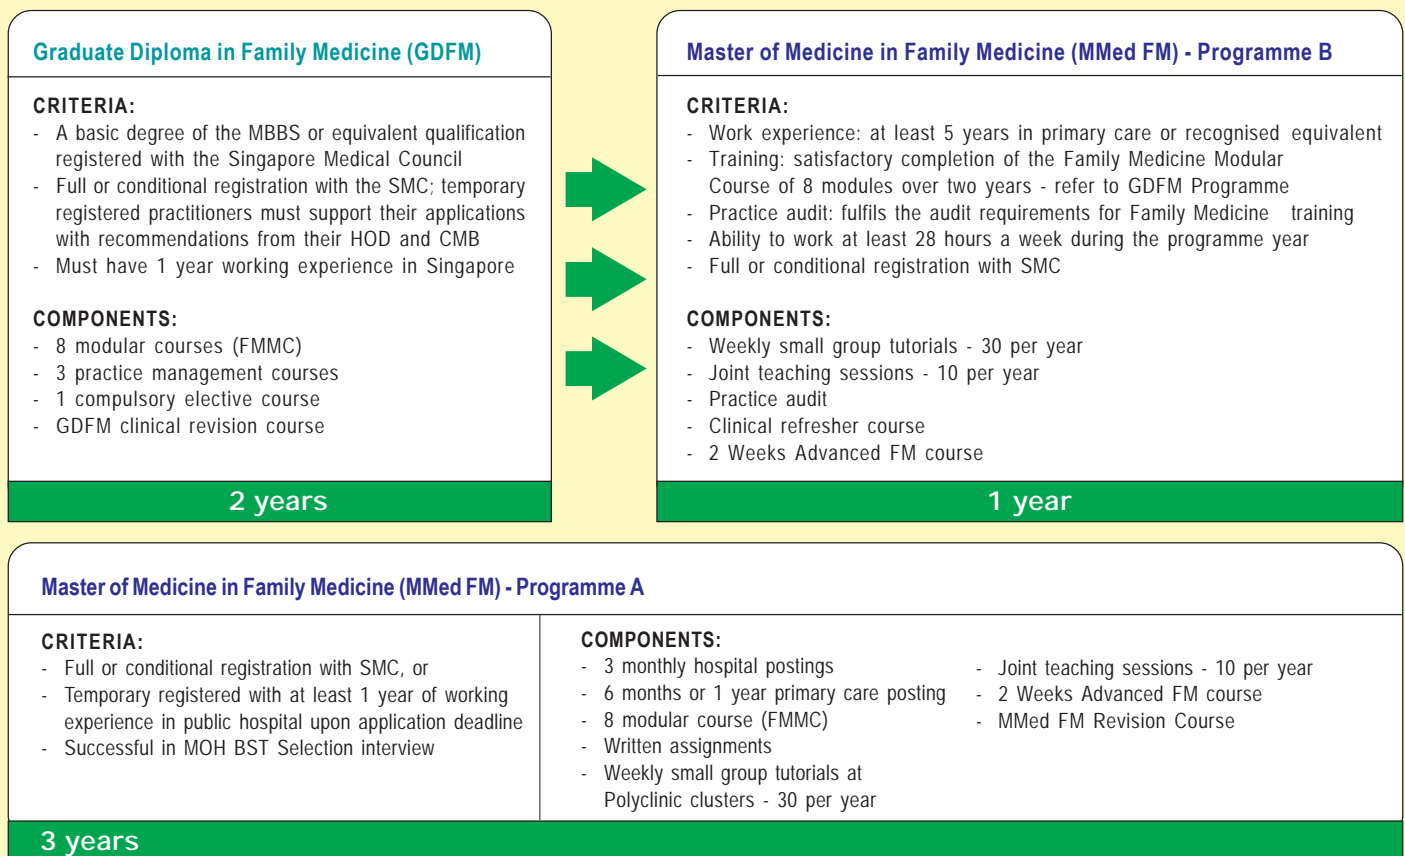 Graduate Diploma in Family Medicine (GDFM)
CRITERIA:
- A basic degree of the MBBS or equivalent qualification
registered with the Singapore Medical Council
- Full or conditional registration with the SMC; temporary
registered practitioners must support their applications
with recommendations from their HOD and CMB
- Must have 1 year working experience in Singapore
COMPONENTS:
- 8 modular courses (FMMC)
- 3 practice management courses
- 1 compulsory elective course
- GDFM clinical revision course
2 years
Master of Medicine in Family Medicine (MMed FM) - Programme B
CRITERIA:
- Work experience: at least 5 years in primary care or recognised equivalent
- Training: satisfactory completion of the Family Medicine Modular
Course of 8 modules over two years - refer to GDFM Programme
- Practice audit: fulfils the audit requirements for Family Medicine training
- Ability to work at least 28 hours a week during the programme year
- Full or conditional registration with SMC
COMPONENTS:
- Weekly small group tutorials - 30 per year
- Joint teaching sessions - 10 per year
- Practice audit
- Clinical refresher course
- 2 Weeks Advanced FM course
1 year
Master of Medicine in Family Medicine (MMed FM) - Programme A
CRITERIA:
- Full or conditional registration with SMC, or
- Temporary registered with at least 1 year of working
experience in public hospital upon application deadline
- Successful in MOH BST Selection interview
COMPONENTS:
- 3 monthly hospital postings
- 6 months or 1 year primary care posting
- 8 modular course (FMMC)
- Written assignments
- Weekly small group tutorials at
Polyclinic clusters - 30 per year
- Joint teaching sessions - 10 per year
- 2 Weeks Advanced FM course
- MMed FM Revision Course
3 years